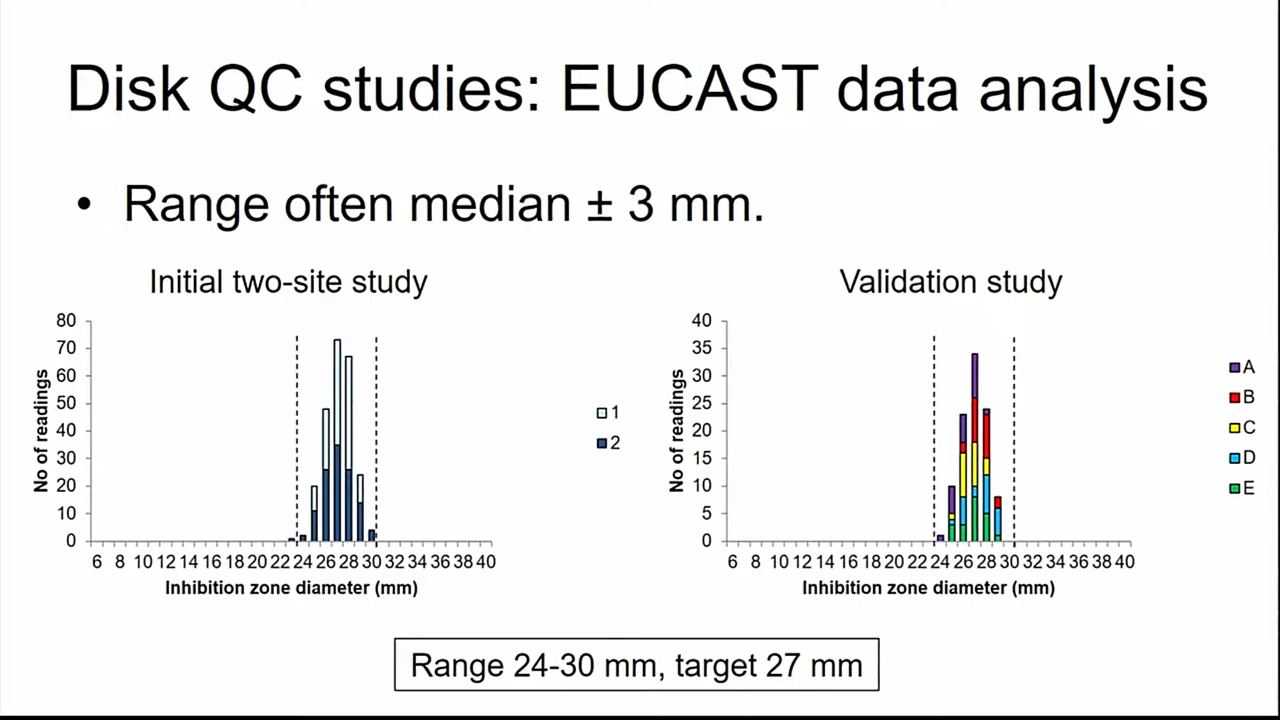 Disk QC studies: EUCAST data analysis
• Range often median ± 3 mm.
Initial two-site study
80
70
60
50
40
30
20
10
0
No of readings
6 8 10 12 14 16 18 20 22 24 26 28 30 32 34 36 38 40
Inhibition zone diameter (mm)
1
2
Validation study
40
35
30
25
20
15
10
5
0
No of readings
6 8 10 12 14 16 18 20 22 24 26 28 30 32 34 36 38 40
Inhibition zone diameter (mm)
A
B
C
D
E
Range 24-30 mm, target 27 mm